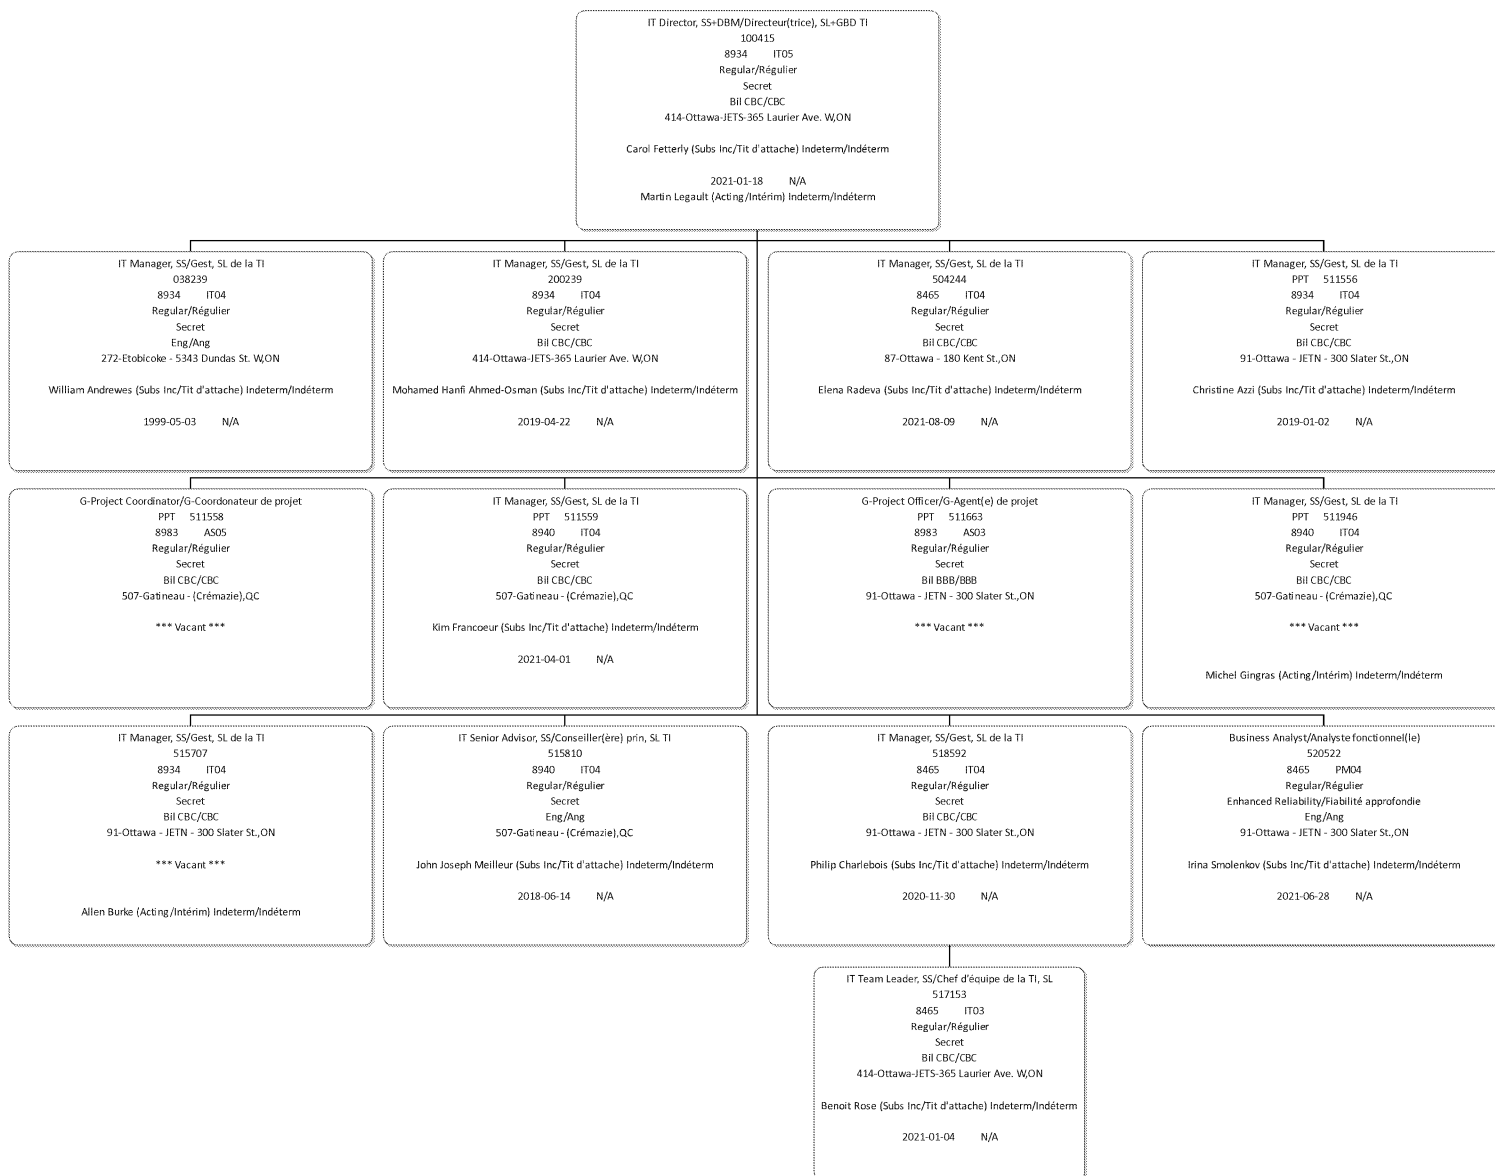 IT Director, SS+DBM/Directeur(trice), SL+GBD TI
100415
8934 IT05
Regular/Régulier
Secret
Bil CBC/CBC
414-Ottawa-JETS-365 Laurier Ave. W,ON
Carol Fetterly (Subs Inc/Tit d'attache) Indeterm/Indéterm
2021-01-18 N/A
Martin Legault (Acting/Intérim) Indeterm/Indéterm
IT Manager, SS/Gest, SL de la TI
038239
8934 IT04
Regular/Régulier
Secret
Eng/Ang
272-Etobicoke - 5343 Dundas St. W,ON
William Andrewes (Subs Inc/Tit d'attache) Indeterm/Indéterm
1999-05-03 N/A
IT Manager, SS/Gest, SL de la TI
200239
8934 IT04
Regular/Régulier
Secret
Bil CBC/CBC
414-Ottawa-JETS-365 Laurier Ave. W,ON
Mohamed Hanfi Ahmed-Osman (Subs Inc/Tit d'attache) Indeterm/Indéterm
2019-04-22 N/A
IT Manager, SS/Gest, SL de la TI
504244
8465 IT04
Regular/Régulier
Secret
Bil CBC/CBC
87-Ottawa - 180 Kent St.,ON
Elena Radeva (Subs Inc/Tit d'attache) Indeterm/Indéterm
2021-08-09 N/A
IT Manager, SS/Gest, SL de la TI
PPT 511556
8934 IT04
Regular/Régulier
Secret
Bil CBC/CBC
91-Ottawa - JETN - 300 Slater St.,ON
Christine Azzi (Subs Inc/Tit d'attache) Indeterm/Indéterm
2019-01-02 N/A
G-Project Coordinator/G-Coordonateur de projet
PPT 511558
8983 AS05
Regular/Régulier
Secret
Bil CBC/CBC
507-Gatineau - (Crémazie),QC
*** Vacant ***
IT Manager, SS/Gest, SL de la TI
PPT 511559
8940 IT04
Regular/Régulier
Secret
Bil CBC/CBC
507-Gatineau - (Crémazie),QC
Kim Francoeur (Subs Inc/Tit d'attache) Indeterm/Indéterm
2021-04-01 N/A
G-Project Officer/G-Agent(e) de projet
PPT 511663
8983 AS03
Regular/Régulier
Secret
Bil BBB/BBB
91-Ottawa - JETN - 300 Slater St.,ON
*** Vacant ***
IT Manager, SS/Gest, SL de la TI
PPT 511946
8940 IT04
Regular/Régulier
Secret
Bil CBC/CBC
507-Gatineau - (Crémazie),QC
*** Vacant ***
Michel Gingras (Acting/Intérim) Indeterm/Indéterm
IT Manager, SS/Gest, SL de la TI
515707
8934 IT04
Regular/Régulier
Secret
Bil CBC/CBC
91-Ottawa - JETN - 300 Slater St.,ON
*** Vacant ***
Allen Burke (Acting/Intérim) Indeterm/Indéterm
IT Senior Advisor, SS/Conseiller(ère) prin, SL TI
515810
8940 IT04
Regular/Régulier
Secret
Eng/Ang
507-Gatineau - (Crémazie),QC
John Joseph Meilleur (Subs Inc/Tit d'attache) Indeterm/Indéterm
2018-06-14 N/A
IT Manager, SS/Gest, SL de la TI
518592
8465 IT04
Regular/Régulier
Secret
Bil CBC/CBC
91-Ottawa - JETN - 300 Slater St.,ON
Philip Charlebois (Subs Inc/Tit d'attache) Indeterm/Indéterm
2020-11-30 N/A
Business Analyst/Analyste fonctionnel(le)
520522
8465 PM04
Regular/Régulier
Enhanced Reliability/Fiabilité approfondie
Eng/Ang
91-Ottawa - JETN - 300 Slater St.,ON
Irina Smolenkov (Subs Inc/Tit d'attache) Indeterm/Indéterm
2021-06-28 N/A
IT Team Leader, SS/Chef d'équipe de la TI, SL
517153
8465 IT03
Regular/Régulier
Secret
Bil CBC/CBC
414-Ottawa-JETS-365 Laurier Ave. W,ON
Benoit Rose (Subs Inc/Tit d'attache) Indeterm/Indéterm
2021-01-04 N/A